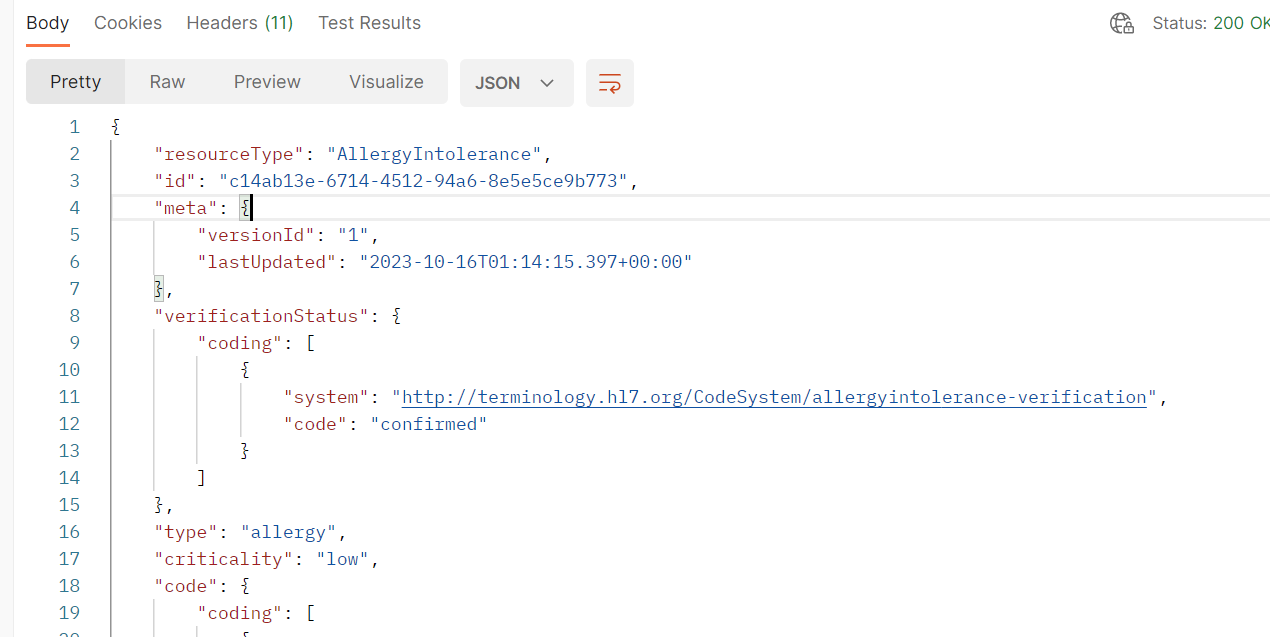 Body Cookies Headers (11) Test Results Status: 200 OK
Pretty Raw Preview Visualize JSON
1 {
2 "resourceType": "AllergyIntolerance",
3 "id": "c14ab13e-6714-4512-94a6-8e5e5ce9b773",
4 "meta": {
5 "versionId": "1",
6 "lastUpdated": "2023-10-16T01:14:15.397+00:00"
7 },
8 "verificationStatus": {
9 "coding": [
10 {
11 "system": "http://terminology.hl7.org/CodeSystem/allergyintolerance-verification",
12 "code": "confirmed"
13 }
14 ]
15 },
16 "type": "allergy",
17 "criticality": "low",
18 "code": {
19 "coding": [
20 {